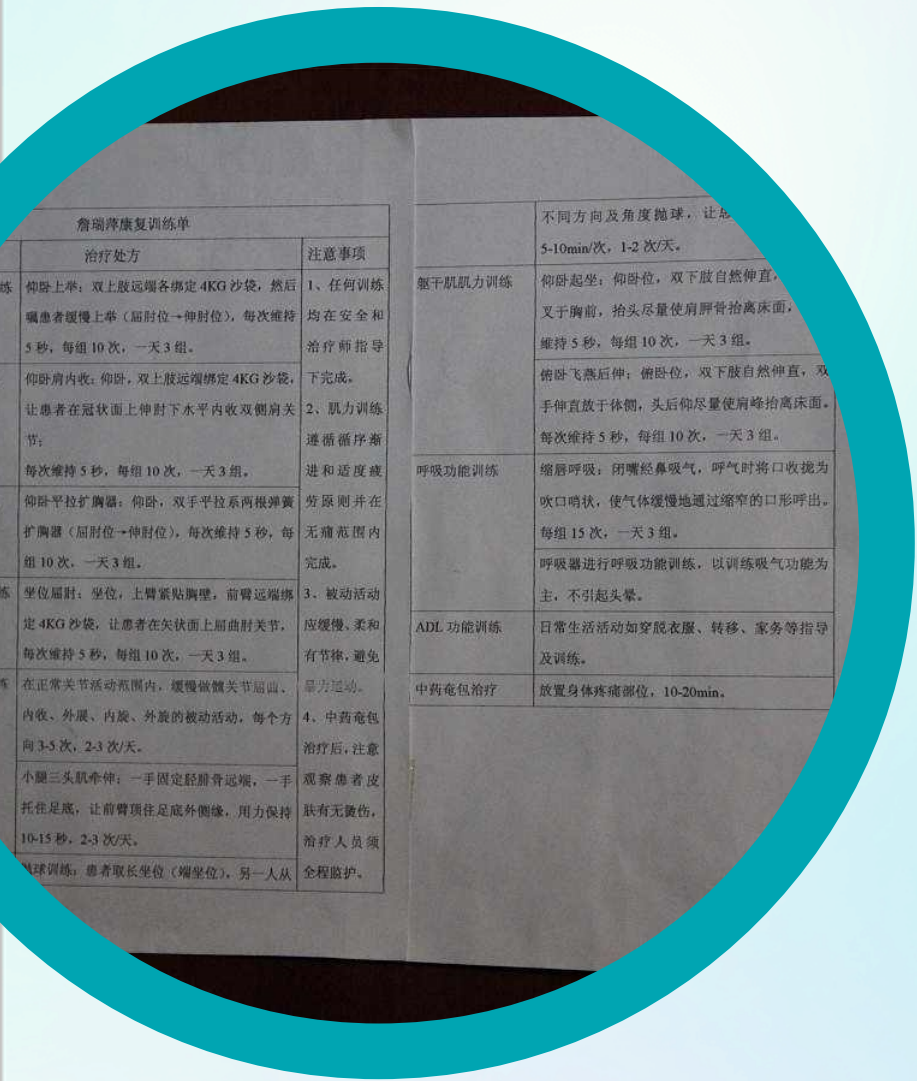 詹瑞萍康复训练单
治疗处方
注意事项
练
仰卧上举：双上肢远端各绑定 4KG 沙袋，然后
嘱患者缓慢上举（屈肘位→伸肘位），每次维持
5 秒，每组 10 次，一天 3 组。
仰卧肩内收：仰卧，双上肢远端绑定 4KG 沙袋，
让患者在冠状面上伸肘下水平内收双侧肩关
节；
每次维持 5 秒，每组 10 次，一天 3 组。
仰卧平拉扩胸器：仰卧，双手平拉系两根弹簧
扩胸器（屈肘位→伸肘位），每次维持 5 秒，每
组 10 次，一天 3 组。
练
坐位屈肘：坐位，上臂紧贴胸壁，前臂远端绑
定 4KG 沙袋，让患者在矢状面上屈曲肘关节，
每次维持 5 秒，每组 10 次，一天 3 组。
练
在正常关节活动范围内，缓慢做髋关节屈曲、
内收、外展、内旋、外旋的被动活动，每个方
向 3-5 次，2-3 次/天。
小腿三头肌牵伸：一手固定胫腓骨远端，一手
托住足底，让前臂顶住足底外侧缘，用力保持
10-15 秒，2-3 次/天。
球训练：患者取长坐位（端坐位），另一人从
1、任何训练
均在安全和
治疗师指导
下完成。
2、肌力训练
遵循循序渐
进和适度疲
劳原则并在
无痛范围内
完成。
3、被动活动
应缓慢、柔和
有节律，避免
暴力运动。
4、中药奄包
治疗后，注意
观察患者皮
肤有无烫伤，
治疗人员须
全程监护。
不同方向及角度抛球，让
5-10min/次，1-2 次/天。
躯干肌肌力训练
仰卧起坐：仰卧位，双下肢自然伸直，
叉于胸前，抬头尽量使肩胛骨抬离床面，
维持 5 秒，每组 10 次，一天 3 组。
俯卧飞燕后伸：俯卧位，双下肢自然伸直，双
手伸直放于体侧，头后仰尽量使肩峰抬离床面。
每次维持 5 秒，每组 10 次，一天 3 组。
呼吸功能训练
缩唇呼吸：闭嘴经鼻吸气，呼气时将口收拢为
吹口哨状，使气体缓慢地通过缩窄的口形呼出。
每组 15 次，一天 3 组。
呼吸器进行呼吸功能训练，以训练吸气功能为
主，不引起头晕。
ADL 功能训练
日常生活活动如穿脱衣服、转移、家务等指导
及训练。
中药奄包治疗
放置身体疼痛部位，10-20min。